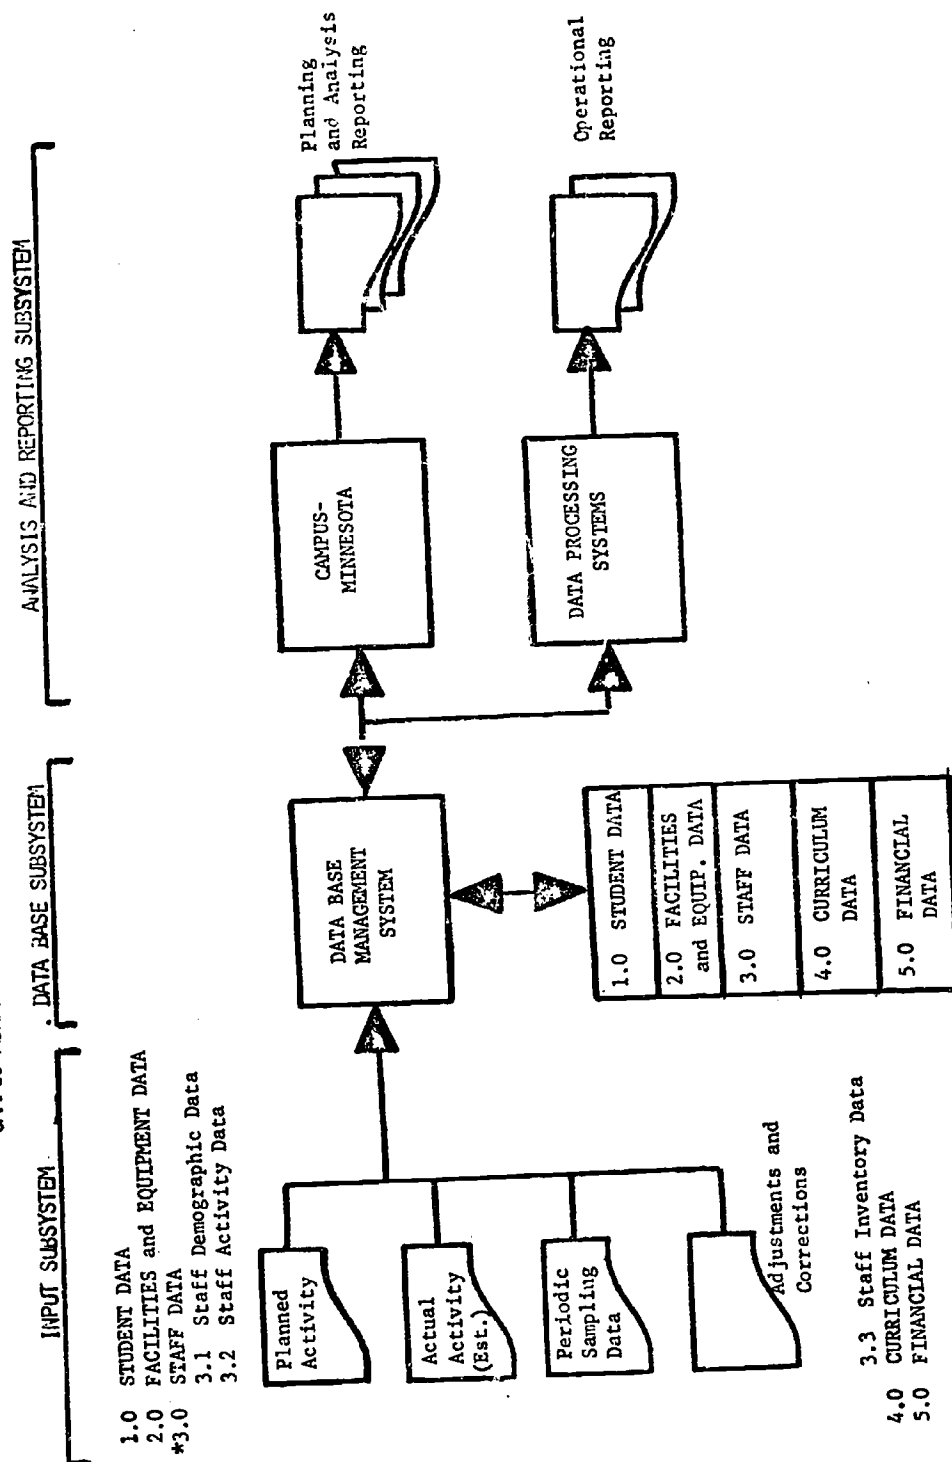 INPUT SUBSYSTEM
DATA BASE SUBSYSTEM
ANALYSIS AND REPORTING SUBSYSTEM
1.0 STUDENT DATA
2.0 FACILITIES and EQUIPMENT DATA
*3.0 STAFF DATA
3.1 Staff Demographic Data
3.2 Staff Activity Data
Planned
Activity
Actual
Activity
(Est.)
Periodic
Sampling
Data
Adjustments and
Corrections
3.3 Staff Inventory Data
4.0 CURRICULUM DATA
5.0 FINANCIAL DATA
DATA BASE
MANAGEMENT
SYSTEM
1.0 STUDENT DATA
2.0 FACILITIES
and EQUIP. DATA
3.0 STAFF DATA
4.0 CURRICULUM
DATA
5.0 FINANCIAL
DATA
CAMPUS-
MINNESOTA
DATA PROCESSING
SYSTEMS
Planning
and Analysis
Reporting
Operational
Reporting